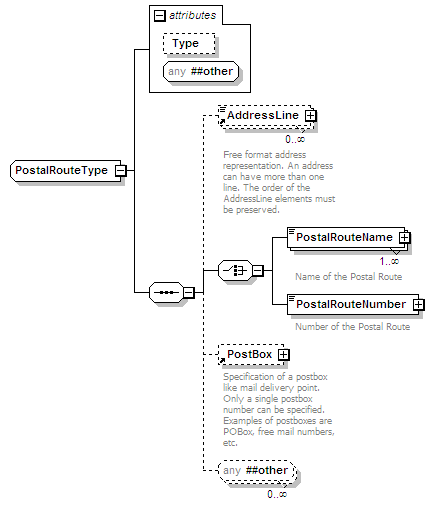 attributes
Type
any ##other
AddressLine
0..∞
Free format address
representation. An address
can have more than one
line. The order of the
AddressLine elements must
be preserved.
PostalRouteType
PostalRouteName
1..∞
Name of the Postal Route
PostalRouteNumber
Number of the Postal Route
PostBox
Specification of a postbox
like mail delivery point.
Only a single postbox
number can be specified.
Examples of postboxes are
POBox, free mail numbers,
etc.
any ##other
0..∞